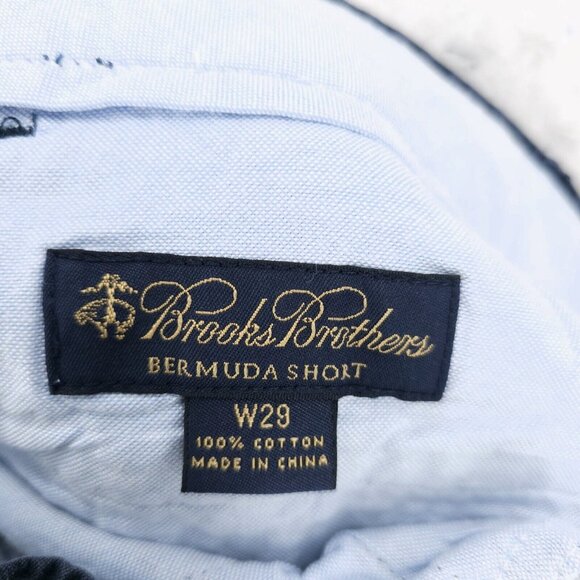 Brooks Brothers
BERMUDA SHORT
W29
100% COTTON
MADE IN CHINA